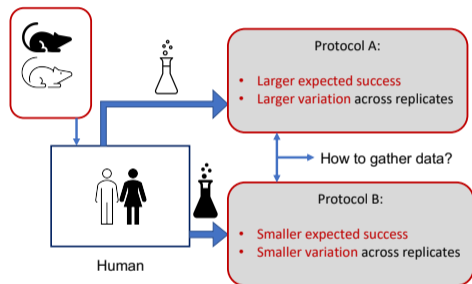 Protocol A:
• Larger expected success
• Larger variation across replicates
How to gather data?
Protocol B:
• Smaller expected success
• Smaller variation across replicates
Human